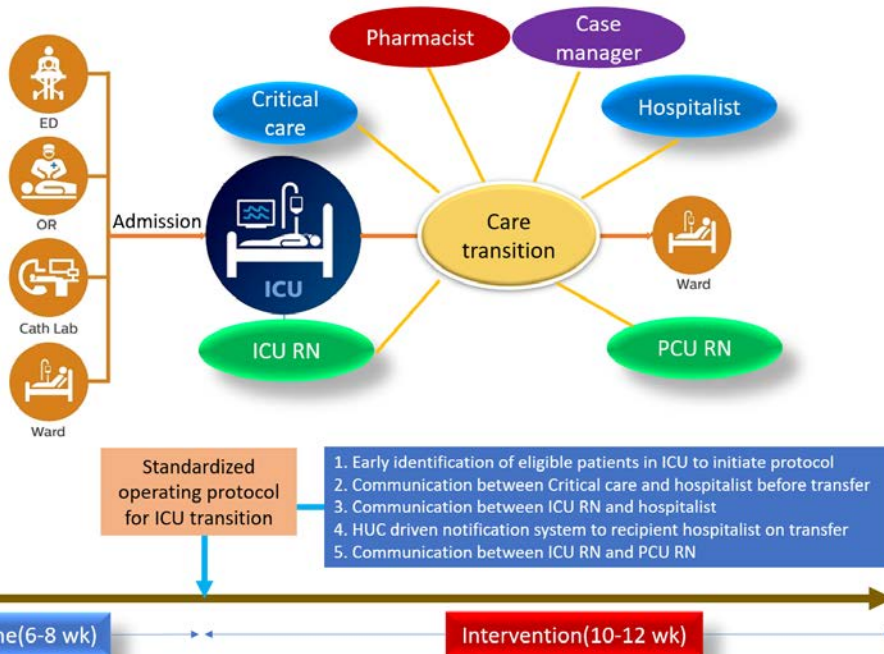 Pharmacist
Case
manager
Critical
care
Hospitalist
ED
OR
Admission
Cath Lab
Ward
ICU
Care
transition
Ward
ICU RN
PCU RN
Standardized
operating protocol
for ICU transition
1. Early identification of eligible patients in ICU to initiate protocol
2. Communication between Critical care and hospitalist before transfer
3. Communication between ICU RN and hospitalist
4. HUC driven notification system to recipient hospitalist on transfer
5. Communication between ICU RN and PCU RN
(6-8 wk)
Intervention(10-12 wk)